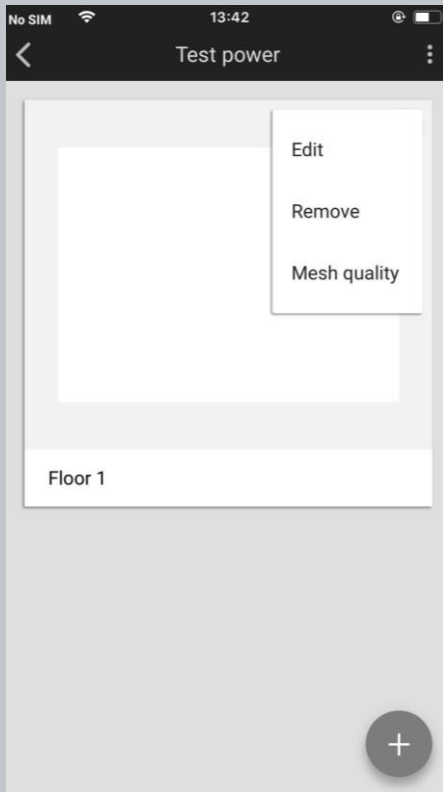 No SIM 13:42
Test power
Edit
Remove
Mesh quality
Floor 1
+